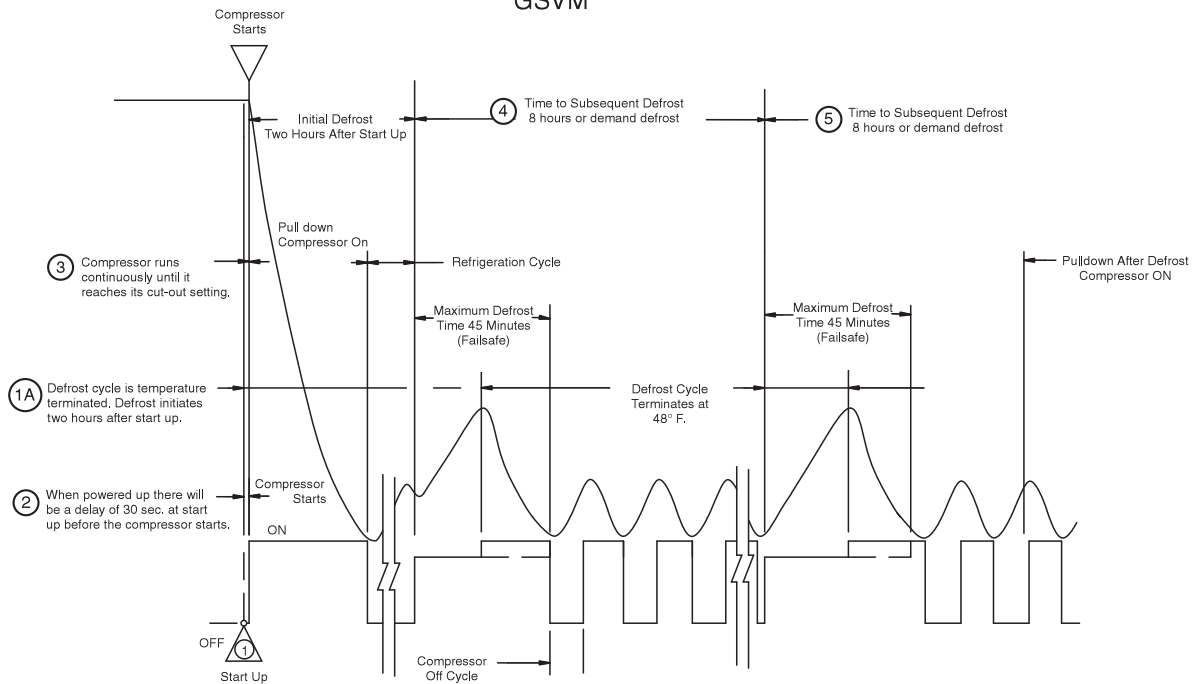 GSVM
Compressor
Starts
Initial Defrost
Two Hours After Start Up
4
Time to Subsequent Defrost
8 hours or demand defrost
5
Time to Subsequent Defrost
8 hours or demand defrost
Pull down
Compressor On
3
Compressor runs
continuously until it
reaches its cut-out setting.
Refrigeration Cycle
Pulldown After Defrost
Compressor ON
Maximum Defrost
Time 45 Minutes
(Failsafe)
Maximum Defrost
Time 45 Minutes
(Failsafe)
1A
Defrost cycle is temperature
terminated. Defrost initiates
two hours after start up.
Defrost Cycle
Terminates at
48° F.
2
When powered up there will
be a delay of 30 sec. at start
up before the compressor starts.
Compressor
Starts
ON
OFF
1
Start Up
Compressor
Off Cycle